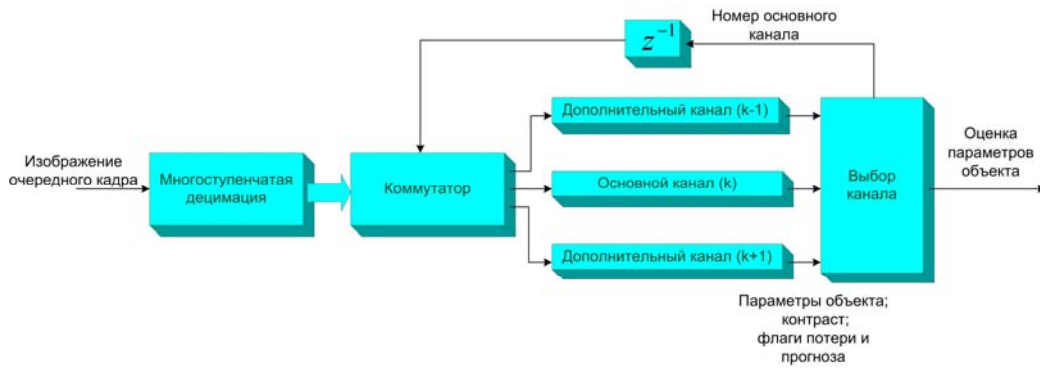 Номер основного
канала
z⁻¹
Дополнительный канал (k-1)
Изображение
очередного кадра
Многоступенчатая
децимация
Коммутатор
Основной канал (k)
Выбор
канала
Оценка
параметров
объекта
Дополнительный канал (k+1)
Параметры объекта;
контраст;
флаги потери и
прогноза